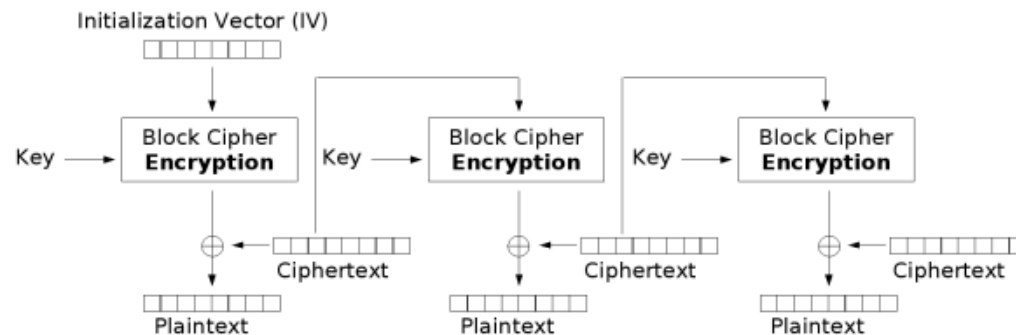 Initialization Vector (IV)
Key
Block Cipher
Encryption
Key
Block Cipher
Encryption
Key
Block Cipher
Encryption
Ciphertext
Ciphertext
Ciphertext
Plaintext
Plaintext
Plaintext